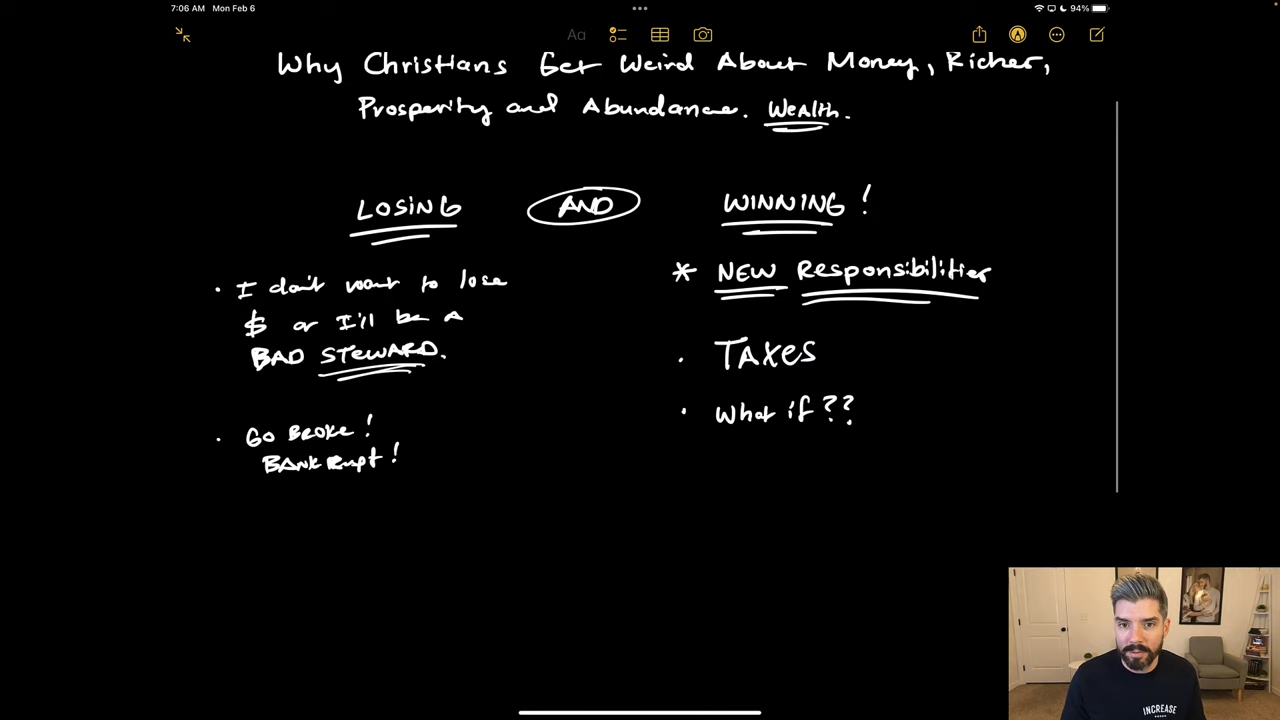 7:06 AM Mon Feb 6
94%
Aa
Why Christians Get Weird About Money, Riches,
Prosperity and Abundance. Wealth.
LOSING AND WINNING!
* NEW Responsibilities
• I don't want to lose
$ or I'll be a
BAD STEWARD.
• TAXES
• What if??
• Go Broke!
BANKrupt!
INCREASE